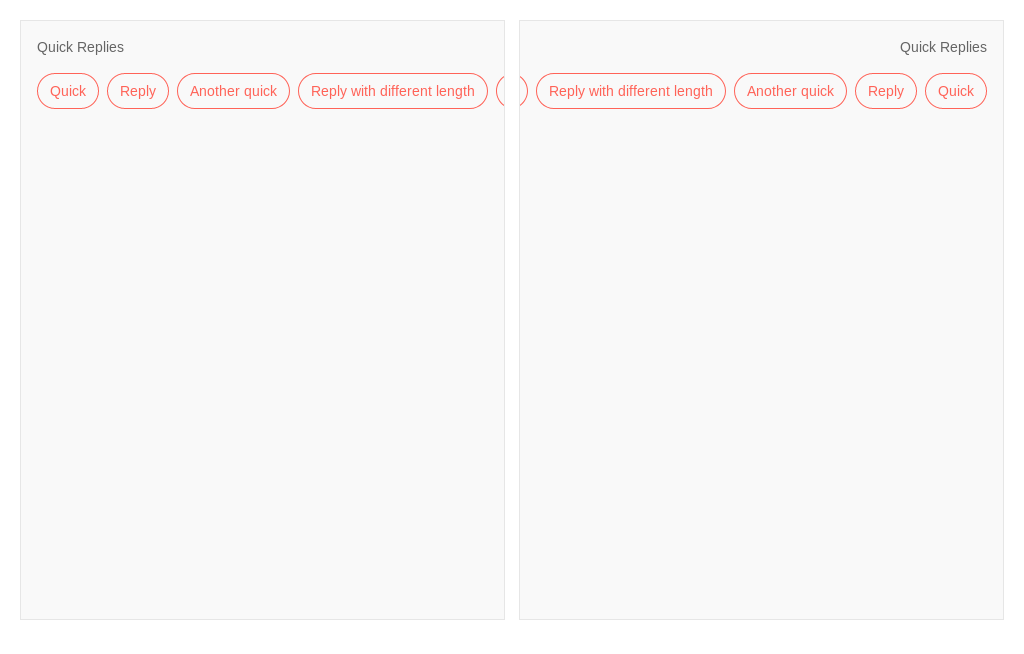 Quick Replies
Quick Reply Another quick Reply with different length
Quick Replies
Reply with different length Another quick Reply Quick